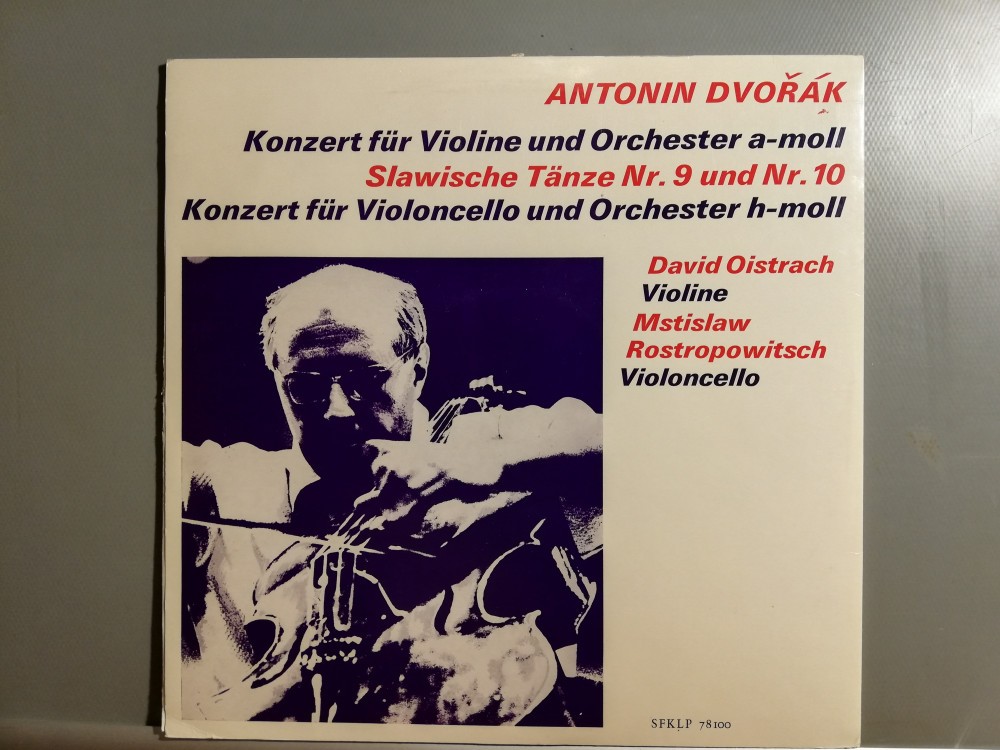 ANTONIN DVOŘÁK
Konzert für Violine und Orchester a-moll
Slawische Tänze Nr. 9 und Nr. 10
Konzert für Violoncello und Orchester h-moll
David Oistrach
Violine
Mstislaw
Rostropowitsch
Violoncello
SFKLP 78100